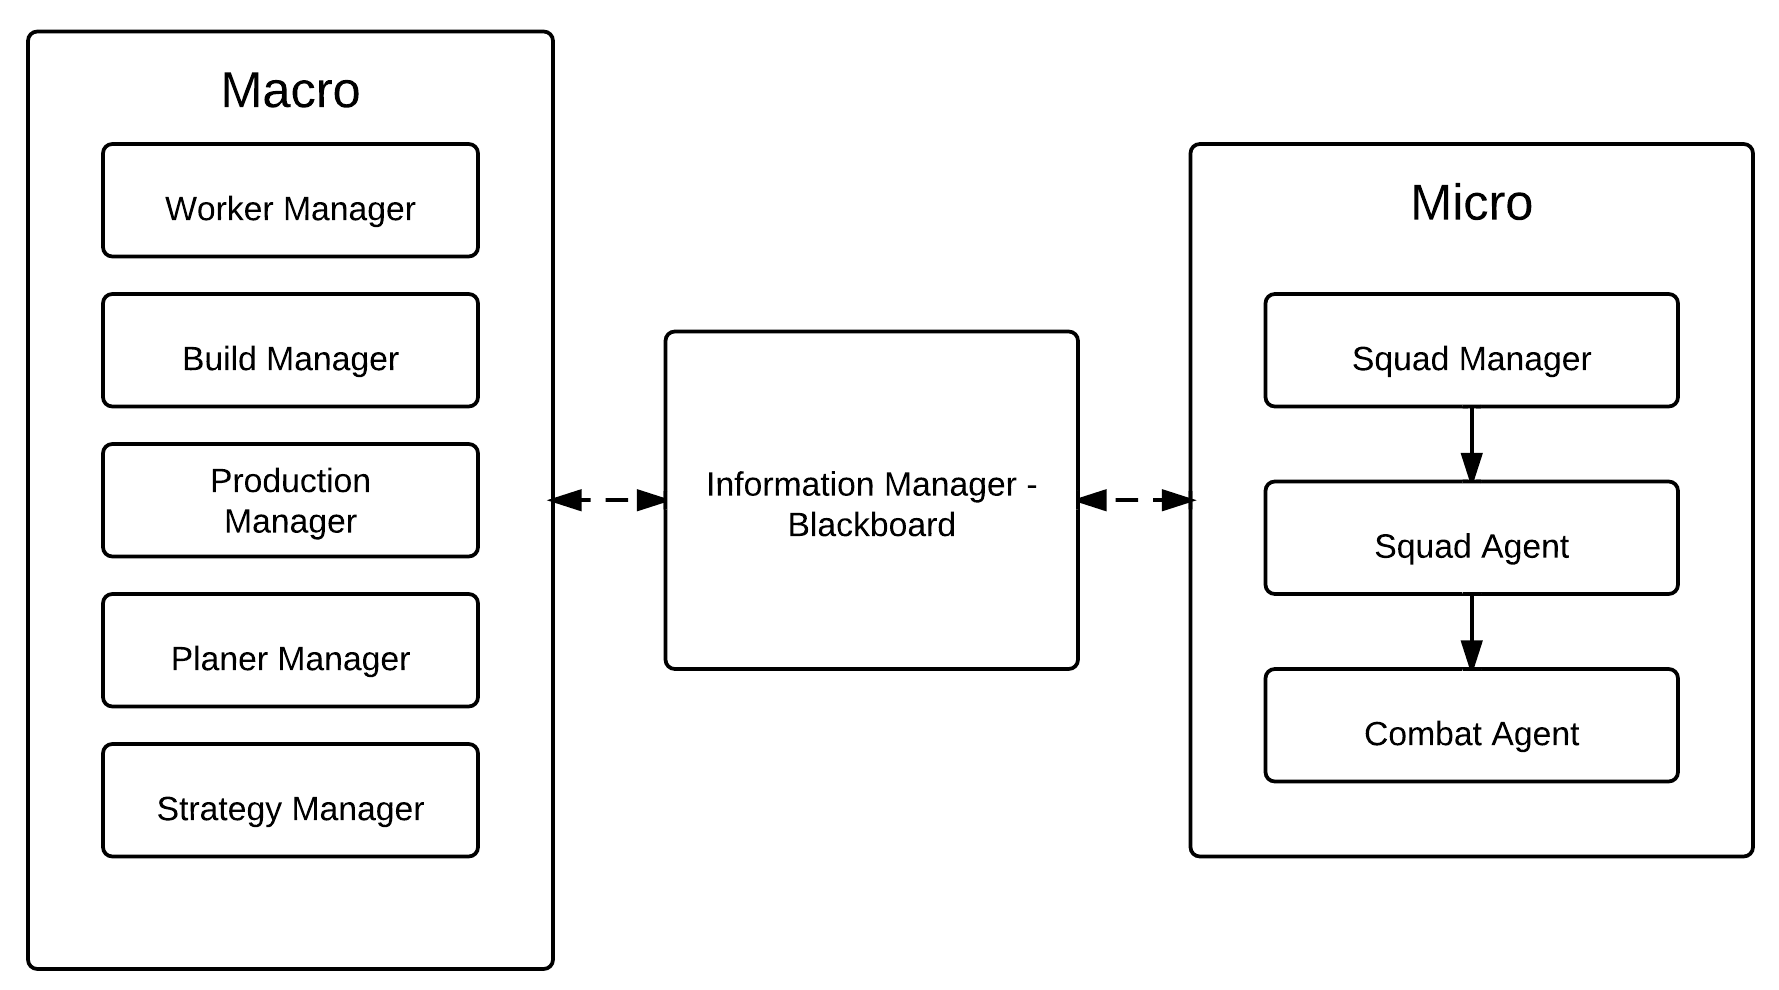 Macro
Worker Manager
Build Manager
Production
Manager
Planer Manager
Strategy Manager
Information Manager -
Blackboard
Micro
Squad Manager
Squad Agent
Combat Agent